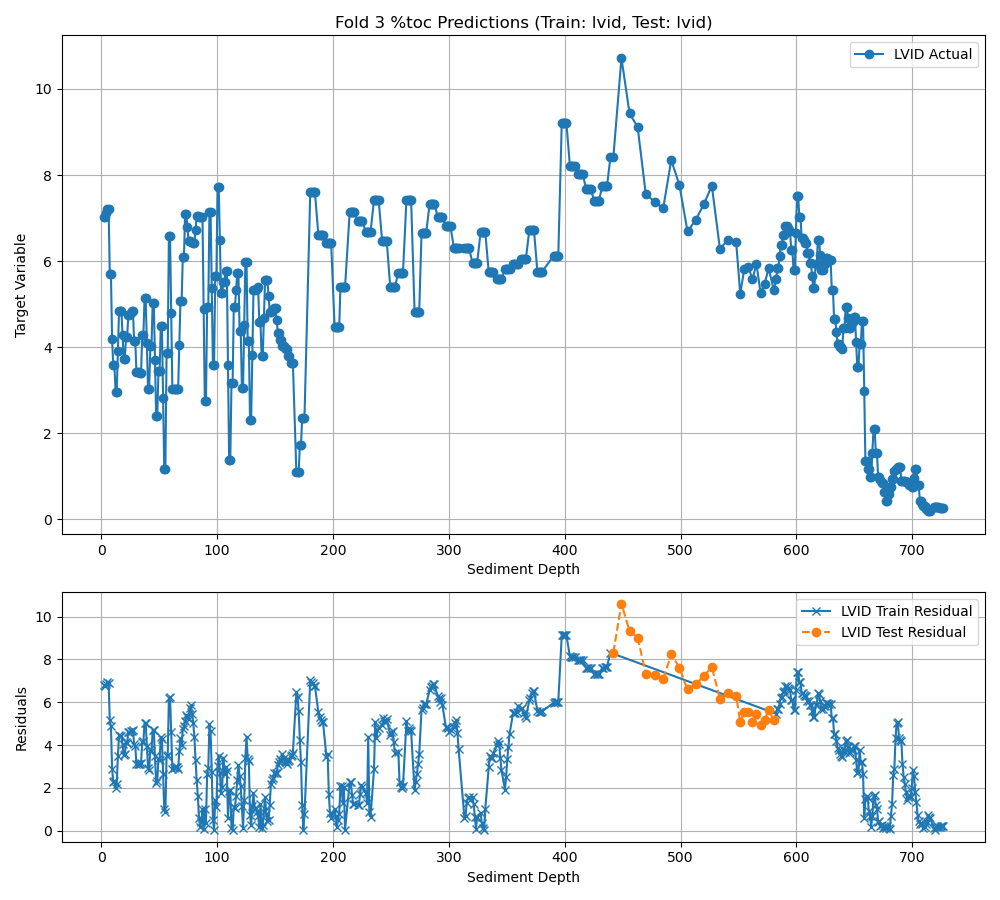 Fold 3 %toc Predictions (Train: lvid, Test: lvid)
LVID Actual
Target Variable
10
8
6
4
2
0
0 100 200 300 400 500 600 700
Sediment Depth
LVID Train Residual
LVID Test Residual
Residuals
10
8
6
4
2
0
0 100 200 300 400 500 600 700
Sediment Depth